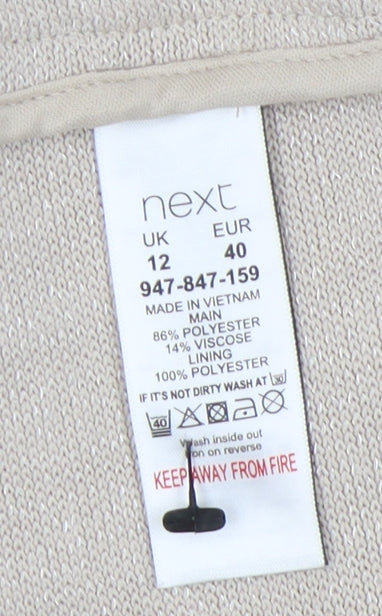 next
UK EUR
12 40
947-847-159
MADE IN VIETNAM
MAIN
86% POLYESTER
14% VISCOSE
LINING
100% POLYESTER
IF IT'S NOT DIRTY WASH AT 30
40
Wash inside out
on on reverse
KEEP AWAY FROM FIRE